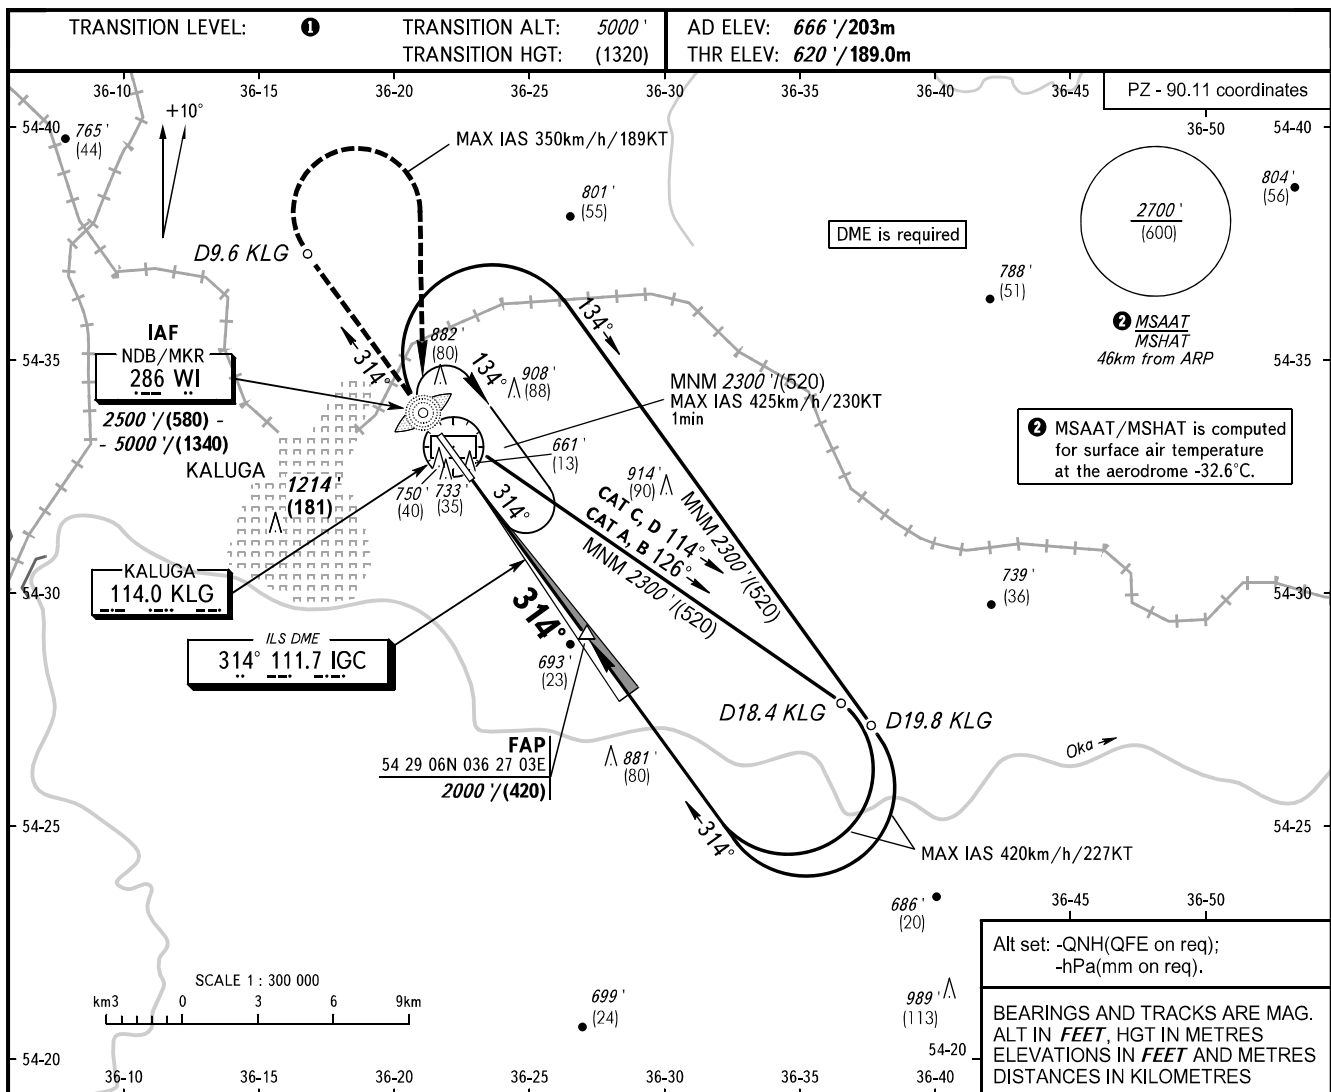 TRANSITION LEVEL: ❶ TRANSITION ALT: 5000 '
TRANSITION HGT: (1320)
AD ELEV: 666 '/203m
THR ELEV: 620 '/189.0m
36-10 36-15 36-20 36-25 36-30 36-35 36-40 36-45
PZ - 90.11 coordinates
36-50
54-40
54-40
+10°
765 '
(44)
MAX IAS 350km/h/189KT
801 '
(55)
804 '
(56)
2700 '
(600)
DME is required
D9.6 KLG
788 '
(51)
❷ MSAAT
MSHAT
46km from ARP
134°
IAF
NDB/MKR
286 WI
2500 '/(580) -
- 5000 '/(1340)
314°
882 '
(80)
134°
908 '
(88)
54-35
54-35
MNM 2300 '/(520)
MAX IAS 425km/h/230KT
1min
❷ MSAAT/MSHAT is computed
for surface air temperature
at the aerodrome -32.6°C.
661 '
(13)
KALUGA
1214 '
(181)
750 '
(40)
733 '
(35)
314°
914 '
(90)
CAT C, D 114°
CAT A, B 126°
MNM 2300 '/(520)
MNM 2300 '/(520)
KALUGA
114.0 KLG
54-30
54-30
739 '
(36)
314°
ILS DME
314° 111.7 IGC
693 '
(23)
D18.4 KLG
D19.8 KLG
FAP
54 29 06N 036 27 03E
2000 '/(420)
881 '
(80)
Oka
54-25
54-25
314°
MAX IAS 420km/h/227KT
686 '
(20)
36-45 36-50
Alt set: -QNH(QFE on req);
-hPa(mm on req).
SCALE 1 : 300 000
km3 0 3 6 9km
699 '
(24)
989 '
(113)
BEARINGS AND TRACKS ARE MAG.
ALT IN FEET, HGT IN METRES
ELEVATIONS IN FEET AND METRES
DISTANCES IN KILOMETRES
54-20
54-20
36-10 36-15 36-20 36-25 36-30 36-35 36-40